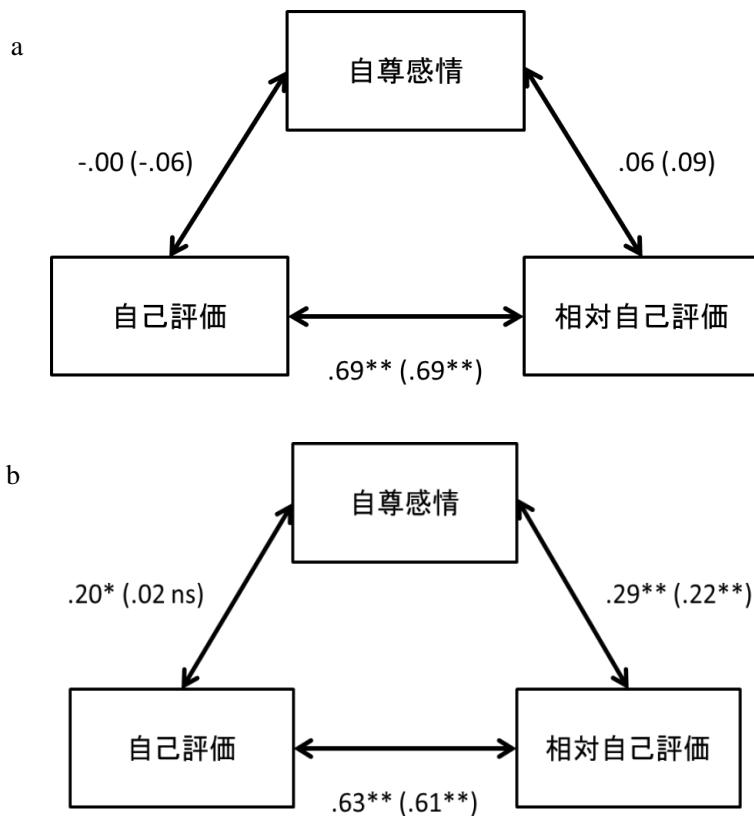 a
自尊感情
-.00 (-.06)
.06 (.09)
自己評価
相対自己評価
.69** (.69**)
b
自尊感情
.20* (.02 ns)
.29** (.22**)
自己評価
相対自己評価
.63** (.61**)